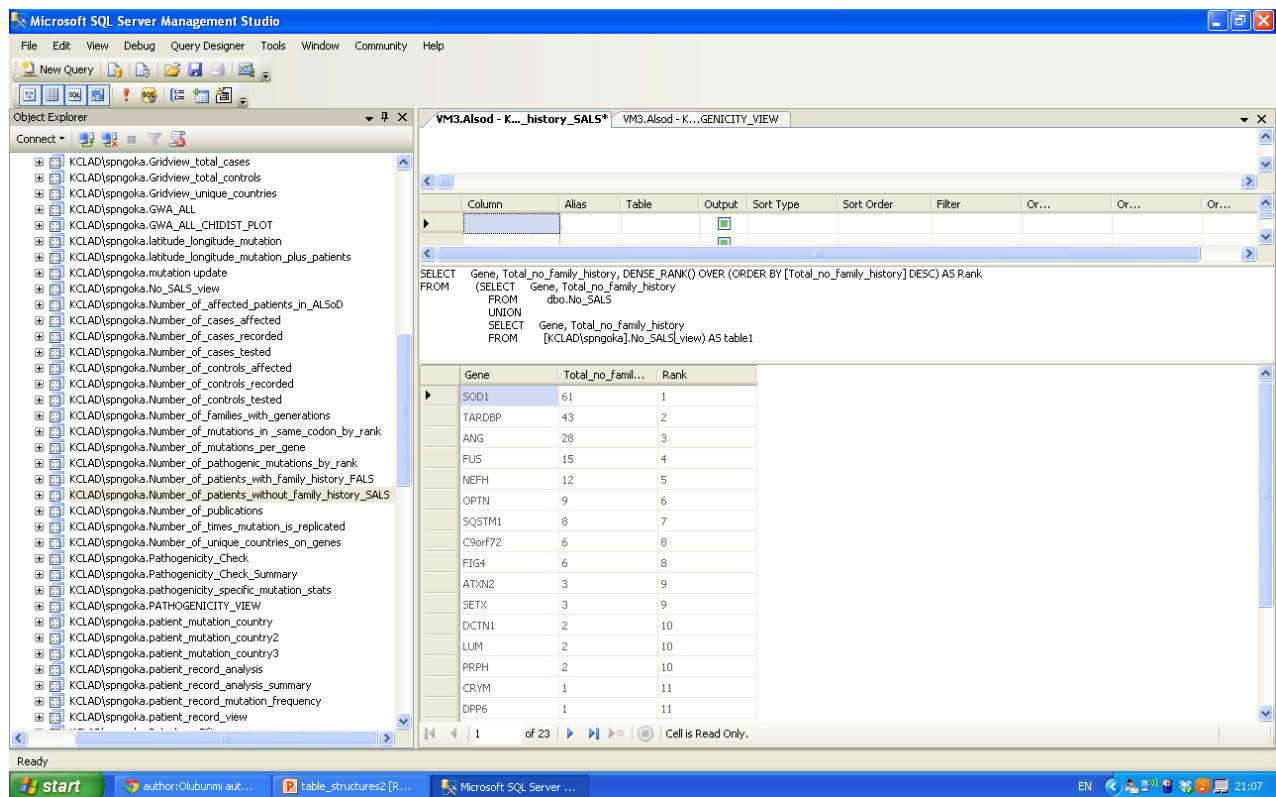 Microsoft SQL Server Management Studio
File Edit View Debug Query Designer Tools Window Community Help
New Query
Object Explorer
Connect
KCLAD\spngoka.Gridview_total_cases
KCLAD\spngoka.Gridview_total_controls
KCLAD\spngoka.Gridview_unique_countries
KCLAD\spngoka.GWA_ALL
KCLAD\spngoka.GWA_ALL_CHIDIST_PLOT
KCLAD\spngoka.latitude_longitude_mutation
KCLAD\spngoka.latitude_longitude_mutation_plus_patients
KCLAD\spngoka.mutation update
KCLAD\spngoka.No_SALS_view
KCLAD\spngoka.Number_of_affected_patients_in_ALSoD
KCLAD\spngoka.Number_of_cases_affected
KCLAD\spngoka.Number_of_cases_recorded
KCLAD\spngoka.Number_of_cases_tested
KCLAD\spngoka.Number_of_controls_affected
KCLAD\spngoka.Number_of_controls_recorded
KCLAD\spngoka.Number_of_controls_tested
KCLAD\spngoka.Number_of_families_with_generations
KCLAD\spngoka.Number_of_mutations_in _same_codon_by_rank
KCLAD\spngoka.Number_of_mutations_per_gene
KCLAD\spngoka.Number_of_pathogenic_mutations_by_rank
KCLAD\spngoka.Number_of_patients_with_family_history_FALS
KCLAD\spngoka.Number_of_patients_without_family_history_SALS
KCLAD\spngoka.Number_of_publications
KCLAD\spngoka.Number_of_times_mutation_is_replicated
KCLAD\spngoka.Number_of_unique_countries_on_genes
KCLAD\spngoka.Pathogenicity_Check
KCLAD\spngoka.Pathogenicity_Check_Summary
KCLAD\spngoka.pathogenicity_specific_mutation_stats
KCLAD\spngoka.PATHOGENICITY_VIEW
KCLAD\spngoka.patient_mutation_country
KCLAD\spngoka.patient_mutation_country2
KCLAD\spngoka.patient_mutation_country3
KCLAD\spngoka.patient_record_analysis
KCLAD\spngoka.patient_record_analysis_summary
KCLAD\spngoka.patient_record_mutation_frequency
KCLAD\spngoka.patient_record_view
VM3.Alsod - K..._history_SALS* VM3.Alsod - K...GENICITY_VIEW
Column Alias Table Output Sort Type Sort Order Filter Or... Or... Or...
SELECT Gene, Total_no_family_history, DENSE_RANK() OVER (ORDER BY [Total_no_family_history] DESC) AS Rank
FROM (SELECT Gene, Total_no_family_history
FROM dbo.No_SALS
UNION
SELECT Gene, Total_no_family_history
FROM [KCLAD\spngoka].No_SALS_view) AS table1
Gene Total_no_famil... Rank
SOD1 61 1
TARDBP 43 2
ANG 28 3
FUS 15 4
NEFH 12 5
OPTN 9 6
SQSTM1 8 7
C9orf72 6 8
FIG4 6 8
ATXN2 3 9
SETX 3 9
DCTN1 2 10
LUM 2 10
PRPH 2 10
CRYM 1 11
DPP6 1 11
1 of 23 Cell is Read Only.
Ready
start author:Olubunmi aut... table_structures2 [R... Microsoft SQL Server ... EN 21:07